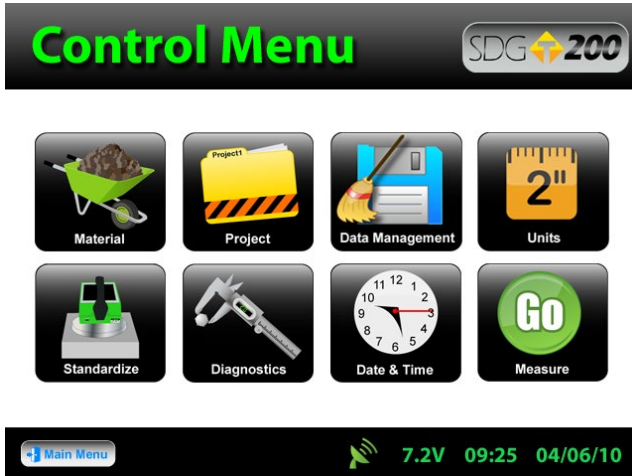 Control Menu
SDG T 200
Project1
2"
Material
Project
Data Management
Units
11 12 1
10 2
9 3
8 4
7 6 5
Go
Standardize
Diagnostics
Date & Time
Measure
Main Menu
7.2V 09:25 04/06/10